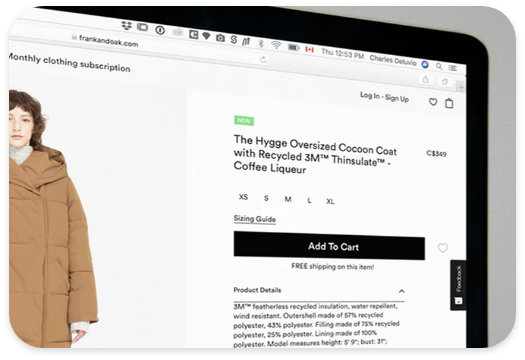 Thu 12:53 PM Charles Deluvio
frankandoak.com
Monthly clothing subscription
Log In - Sign Up
NEW
The Hygge Oversized Cocoon Coat
with Recycled 3M™ Thinsulate™ -
Coffee Liqueur
C$349
XS S M L XL
Sizing Guide
Add To Cart
FREE shipping on this item!
Feedback
Product Details
3M™ featherless recycled insulation, water repellent,
wind resistant. Outershell made of 57% recycled
polyester, 43% polyester. Filling made of 75% recycled
polyester, 25% polyester. Lining made of 100%
polyester. Model measures height: 5' 9"; bust: 31";